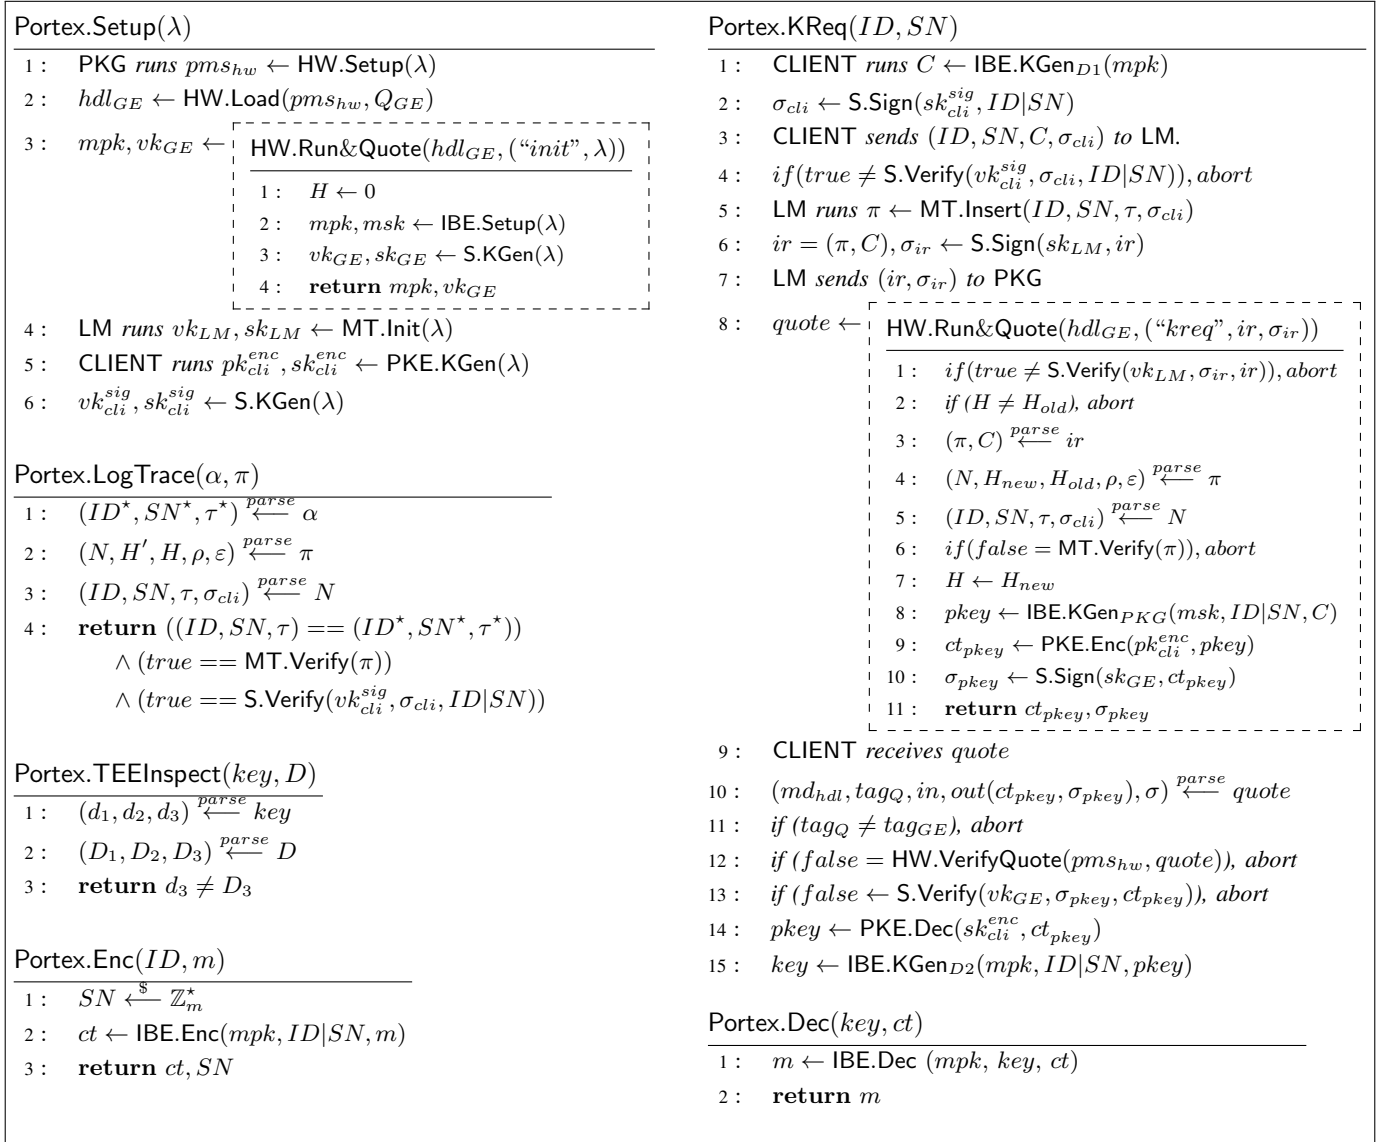 Portex.Setup(λ)
1 : PKG runs pms_hw ← HW.Setup(λ)
2 : hdl_GE ← HW.Load(pms_hw, Q_GE)
3 : mpk, vk_GE ←
HW.Run&Quote(hdl_GE, (“init”, λ))
1 : H ← 0
2 : mpk, msk ← IBE.Setup(λ)
3 : vk_GE, sk_GE ← S.KGen(λ)
4 : return mpk, vk_GE
4 : LM runs vk_LM, sk_LM ← MT.Init(λ)
5 : CLIENT runs pk_cli^enc, sk_cli^enc ← PKE.KGen(λ)
6 : vk_cli^sig, sk_cli^sig ← S.KGen(λ)
Portex.LogTrace(α, π)
1 : (ID⋆, SN⋆, τ⋆) ←parse α
2 : (N, H′, H, ρ, ε) ←parse π
3 : (ID, SN, τ, σ_cli) ←parse N
4 : return ((ID, SN, τ) == (ID⋆, SN⋆, τ⋆))
∧ (true == MT.Verify(π))
∧ (true == S.Verify(vk_cli^sig, σ_cli, ID|SN))
Portex.TEEInspect(key, D)
1 : (d_1, d_2, d_3) ←parse key
2 : (D_1, D_2, D_3) ←parse D
3 : return d_3 ≠ D_3
Portex.Enc(ID, m)
1 : SN ←$ ℤ_m^⋆
2 : ct ← IBE.Enc(mpk, ID|SN, m)
3 : return ct, SN
Portex.KReq(ID, SN)
1 : CLIENT runs C ← IBE.KGen_D1(mpk)
2 : σ_cli ← S.Sign(sk_cli^sig, ID|SN)
3 : CLIENT sends (ID, SN, C, σ_cli) to LM.
4 : if(true ≠ S.Verify(vk_cli^sig, σ_cli, ID|SN)), abort
5 : LM runs π ← MT.Insert(ID, SN, τ, σ_cli)
6 : ir = (π, C), σ_ir ← S.Sign(sk_LM, ir)
7 : LM sends (ir, σ_ir) to PKG
8 : quote ←
HW.Run&Quote(hdl_GE, (“kreq”, ir, σ_ir))
1 : if(true ≠ S.Verify(vk_LM, σ_ir, ir)), abort
2 : if (H ≠ H_old), abort
3 : (π, C) ←parse ir
4 : (N, H_new, H_old, ρ, ε) ←parse π
5 : (ID, SN, τ, σ_cli) ←parse N
6 : if(false = MT.Verify(π)), abort
7 : H ← H_new
8 : pkey ← IBE.KGen_PKG(msk, ID|SN, C)
9 : ct_pkey ← PKE.Enc(pk_cli^enc, pkey)
10 : σ_pkey ← S.Sign(sk_GE, ct_pkey)
11 : return ct_pkey, σ_pkey
9 : CLIENT receives quote
10 : (md_hdl, tag_Q, in, out(ct_pkey, σ_pkey), σ) ←parse quote
11 : if (tag_Q ≠ tag_GE), abort
12 : if (false = HW.VerifyQuote(pms_hw, quote)), abort
13 : if (false ← S.Verify(vk_GE, σ_pkey, ct_pkey)), abort
14 : pkey ← PKE.Dec(sk_cli^enc, ct_pkey)
15 : key ← IBE.KGen_D2(mpk, ID|SN, pkey)
Portex.Dec(key, ct)
1 : m ← IBE.Dec (mpk, key, ct)
2 : return m